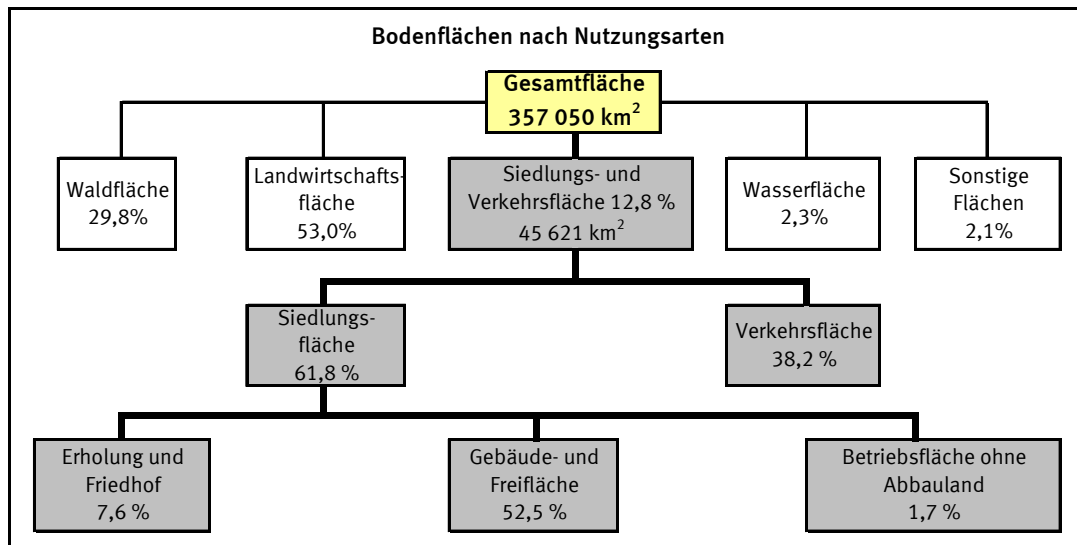 Bodenflächen nach Nutzungsarten
Gesamtfläche
357 050 km²
Waldfläche
29,8%
Landwirtschafts-
fläche
53,0%
Siedlungs- und
Verkehrsfläche 12,8 %
45 621 km²
Wasserfläche
2,3%
Sonstige
Flächen
2,1%
Siedlungs-
fläche
61,8 %
Verkehrsfläche
38,2 %
Erholung und
Friedhof
7,6 %
Gebäude- und
Freifläche
52,5 %
Betriebsfläche ohne
Abbauland
1,7 %